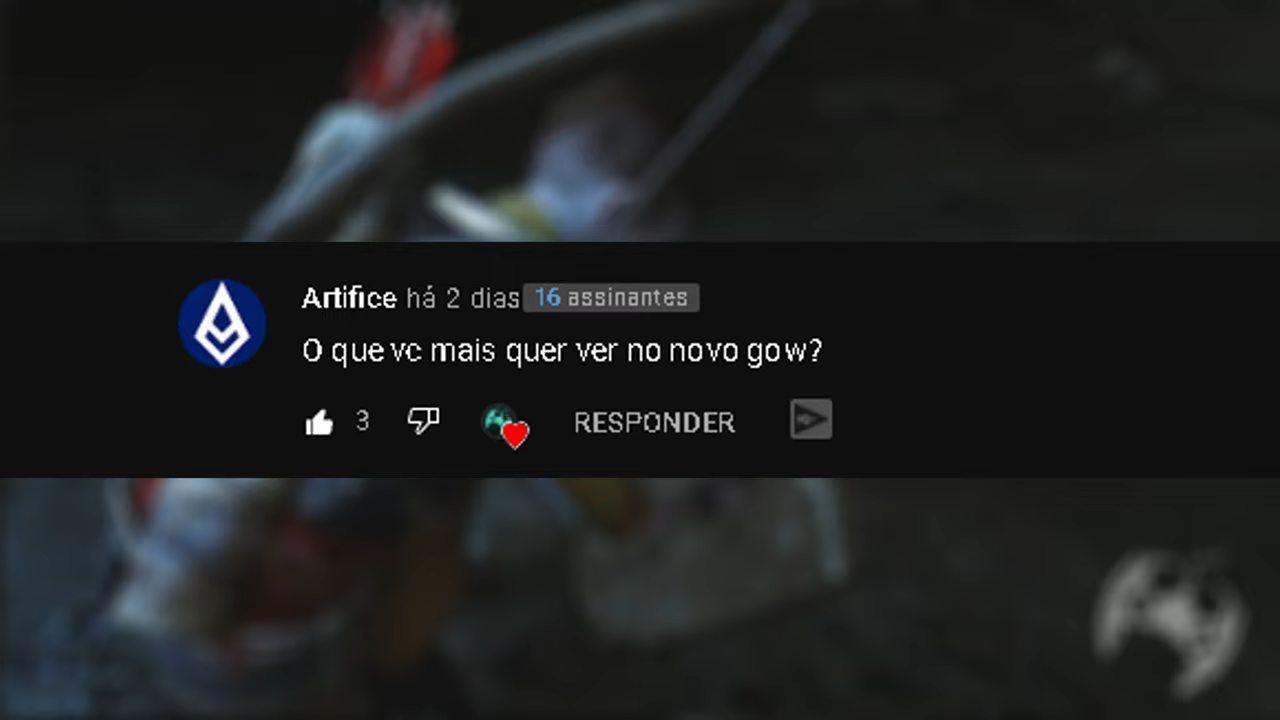 Artifice há 2 dias 16 assinantes
O que vc mais quer ver no novo gow?
3 RESPONDER